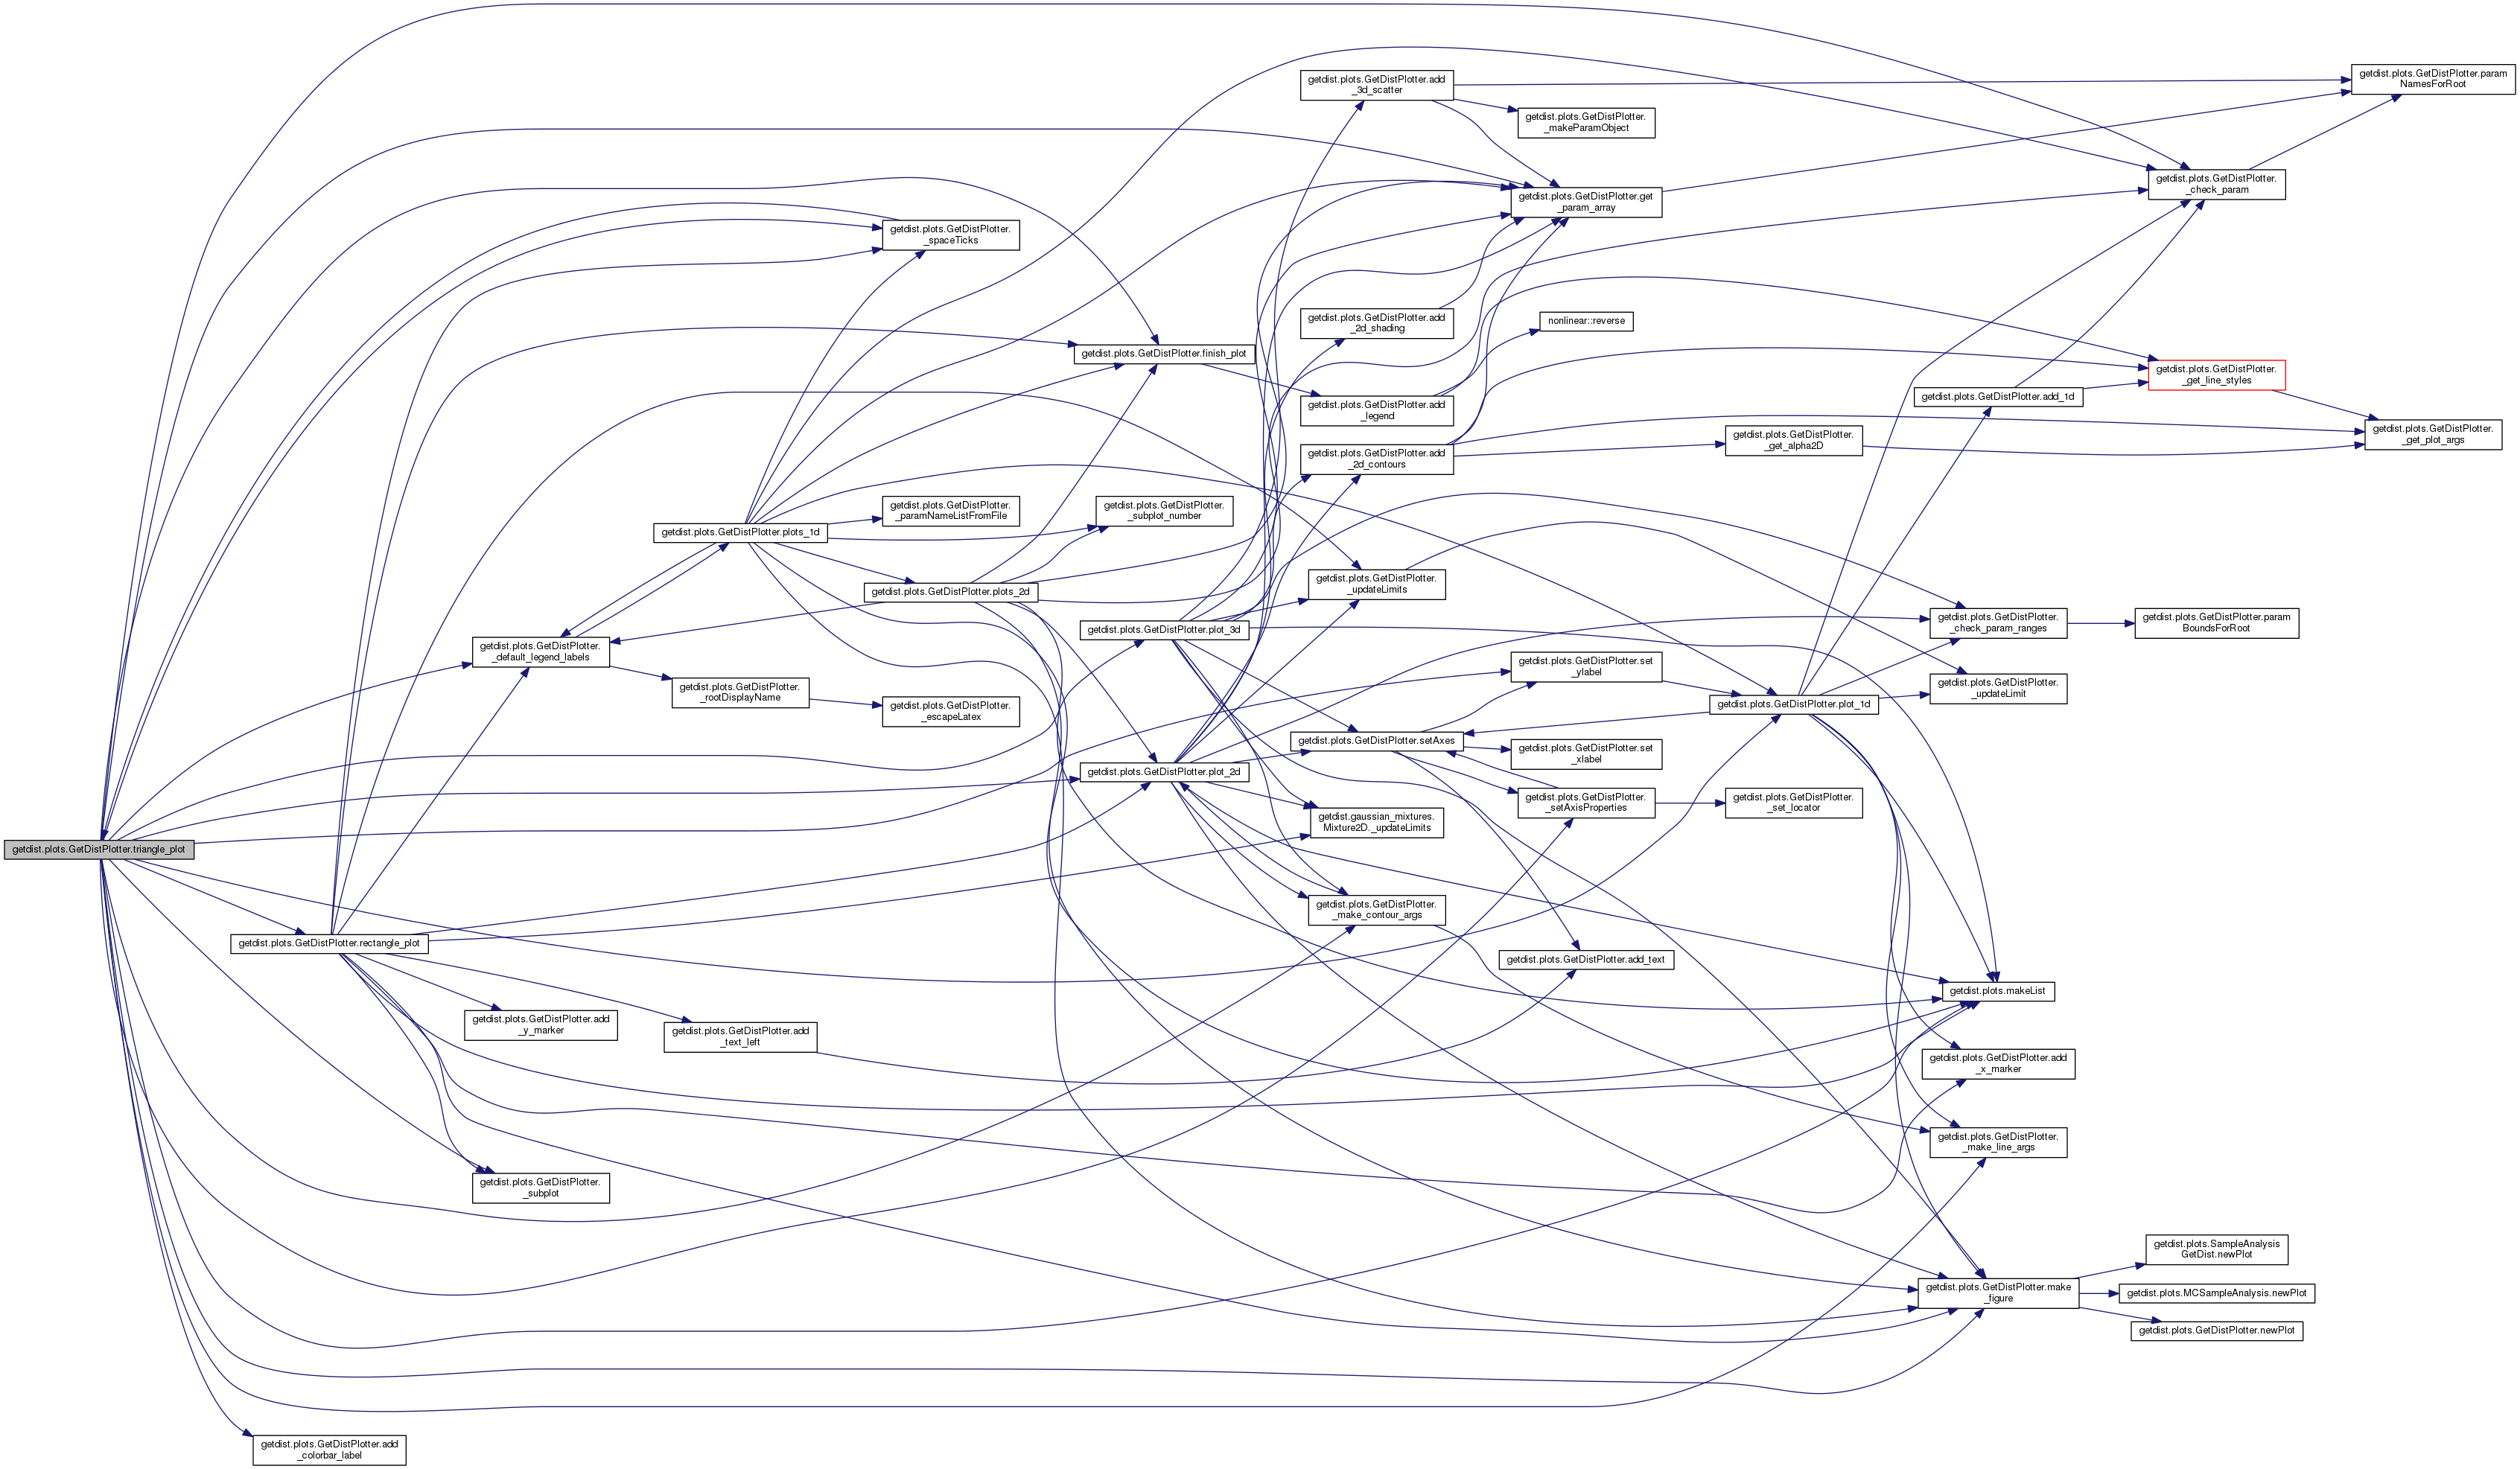 getdist.plots.GetDistPlotter.triangle_plot
getdist.plots.GetDistPlotter.rectangle_plot
getdist.plots.GetDistPlotter.add
_colorbar_label
getdist.plots.GetDistPlotter.
_default_legend_labels
getdist.plots.GetDistPlotter.add
_y_marker
getdist.plots.GetDistPlotter.
_subplot
getdist.plots.GetDistPlotter.plots_1d
getdist.plots.GetDistPlotter.
_rootDisplayName
getdist.plots.GetDistPlotter.add
_text_left
getdist.plots.GetDistPlotter.
_spaceTicks
getdist.plots.GetDistPlotter.
_paramNameListFromFile
getdist.plots.GetDistPlotter.plots_2d
getdist.plots.GetDistPlotter.
_escapeLatex
getdist.plots.GetDistPlotter.finish_plot
getdist.plots.GetDistPlotter.
_subplot_number
getdist.plots.GetDistPlotter.plot_3d
getdist.plots.GetDistPlotter.plot_2d
getdist.plots.GetDistPlotter.add
_3d_scatter
getdist.plots.GetDistPlotter.add
_2d_shading
getdist.plots.GetDistPlotter.add
_legend
getdist.plots.GetDistPlotter.add
_2d_contours
getdist.plots.GetDistPlotter.
_updateLimits
getdist.plots.GetDistPlotter.setAxes
getdist.gaussian_mixtures.
Mixture2D._updateLimits
getdist.plots.GetDistPlotter.
_make_contour_args
getdist.plots.GetDistPlotter.
_makeParamObject
getdist.plots.GetDistPlotter.get
_param_array
nonlinear::reverse
getdist.plots.GetDistPlotter.set
_ylabel
getdist.plots.GetDistPlotter.set
_xlabel
getdist.plots.GetDistPlotter.
_setAxisProperties
getdist.plots.GetDistPlotter.add_text
getdist.plots.GetDistPlotter.
_get_alpha2D
getdist.plots.GetDistPlotter.plot_1d
getdist.plots.GetDistPlotter.
_set_locator
getdist.plots.GetDistPlotter.add_1d
getdist.plots.GetDistPlotter.
_check_param_ranges
getdist.plots.GetDistPlotter.
_updateLimit
getdist.plots.makeList
getdist.plots.GetDistPlotter.add
_x_marker
getdist.plots.GetDistPlotter.
_make_line_args
getdist.plots.GetDistPlotter.make
_figure
getdist.plots.GetDistPlotter.param
NamesForRoot
getdist.plots.GetDistPlotter.
_check_param
getdist.plots.GetDistPlotter.
_get_line_styles
getdist.plots.GetDistPlotter.
_get_plot_args
getdist.plots.GetDistPlotter.param
BoundsForRoot
getdist.plots.SampleAnalysis
GetDist.newPlot
getdist.plots.MCSampleAnalysis.newPlot
getdist.plots.GetDistPlotter.newPlot